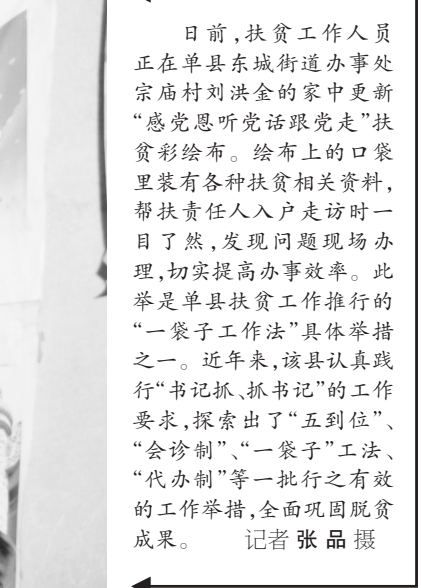 日前,扶贫工作人员
正在单县东城街道办事处
宗庙村刘洪金的家中更新
“感党恩听党话跟党走”扶
贫彩绘布。绘布上的口袋
里装有各种扶贫相关资料,
帮扶责任人入户走访时一
目了然,发现问题现场办
理,切实提高办事效率。此
举是单县扶贫工作推行的
“一袋子工作法”具体举措
之一。近年来,该县认真践
行“书记抓、抓书记”的工作
要求,探索出了“五到位”、
“会诊制”、“一袋子”工法、
“代办制”等一批行之有效
的工作举措,全面巩固脱贫
成果。 记者 张 品 摄